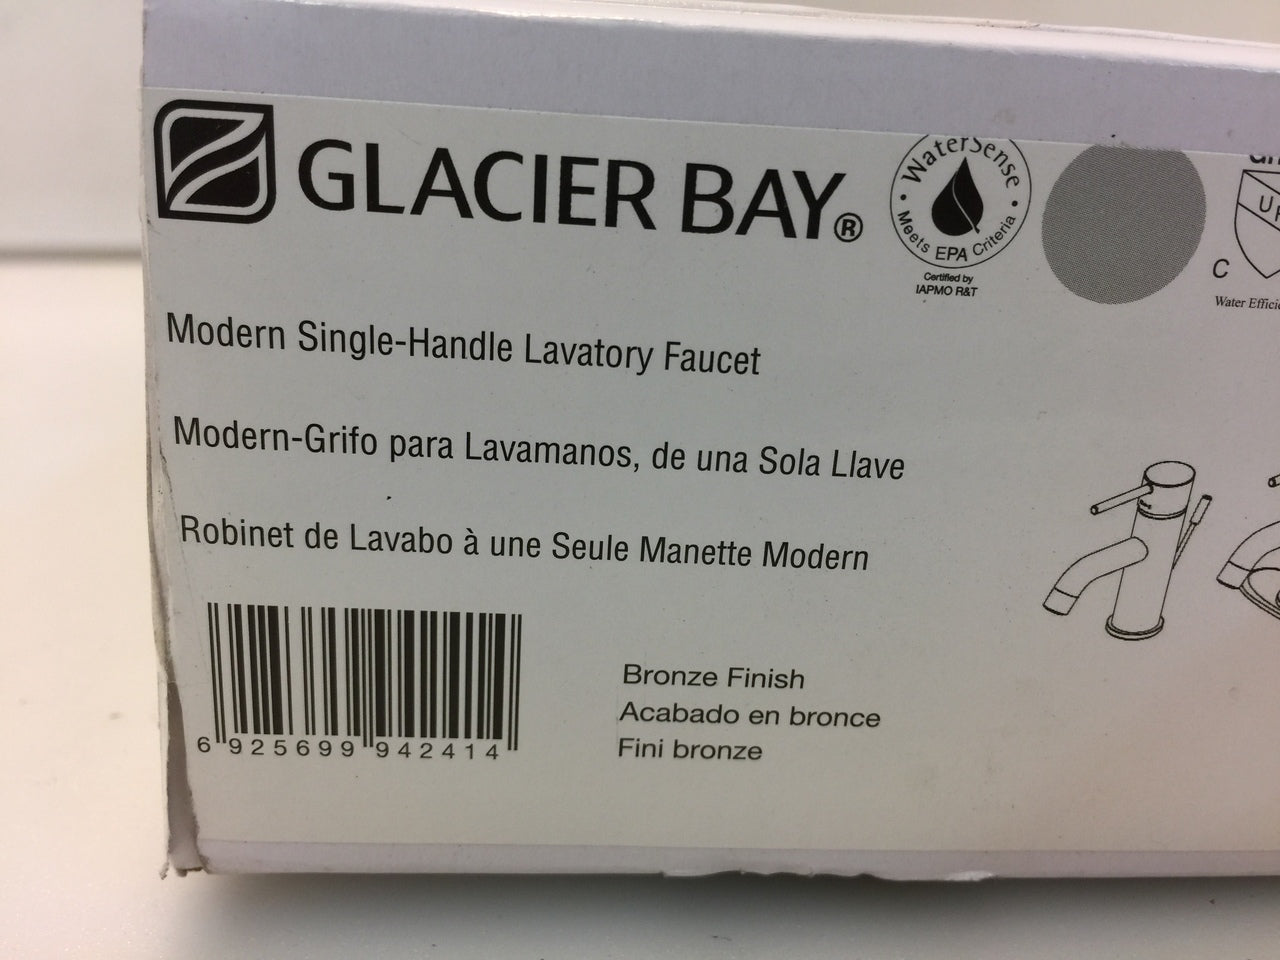 GLACIER BAY®
WaterSense
Meets EPA Criteria
Certified by
IAPMO R&T
C
Water
Modern Single-Handle Lavatory Faucet
Modern-Grifo para Lavamanos, de una Sola Llave
Robinet de Lavabo à une Seule Manette Modern
Bronze Finish
Acabado en bronce
Fini bronze
6 925699 942414